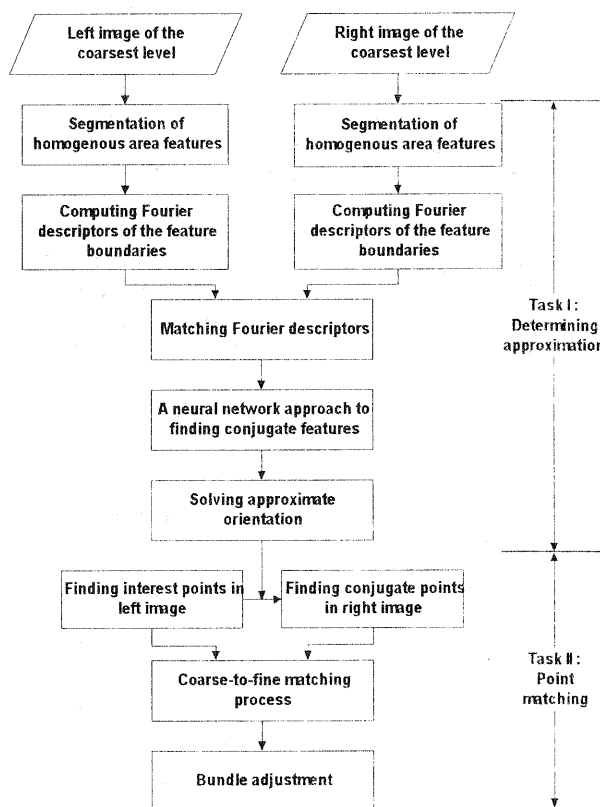 Left image of the
coarsest level
Right image of the
coarsest level
Segmentation of
homogenous area features
Segmentation of
homogenous area features
Computing Fourier
descriptors of the feature
boundaries
Computing Fourier
descriptors of the feature
boundaries
Matching Fourier descriptors
A neural network approach to
finding conjugate features
Solving approximate
orientation
Task I:
Determining
approximation
Finding interest points in
left image
Finding conjugate points
in right image
Coarse-to-fine matching
process
Bundle adjustment
Task II:
Point
matching